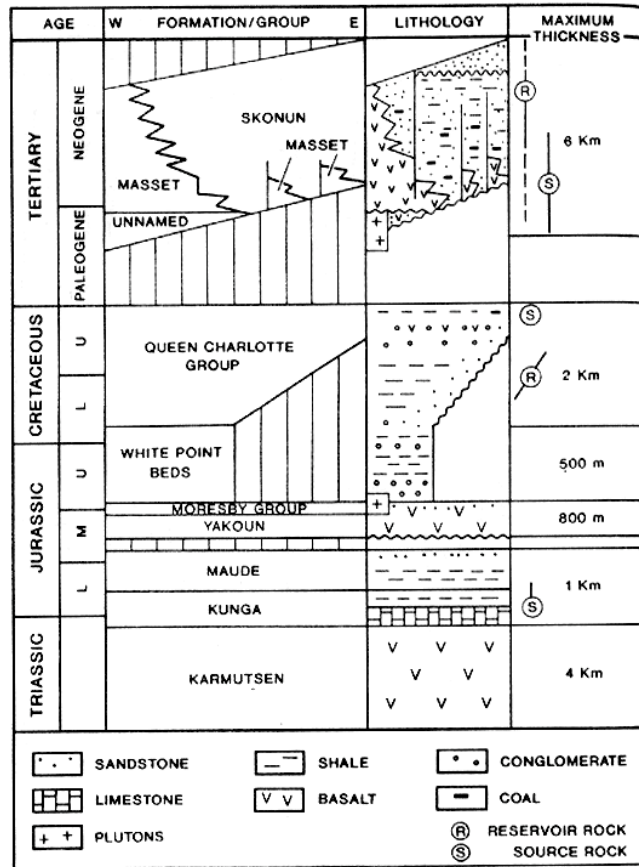 AGE W FORMATION/GROUP E LITHOLOGY MAXIMUM THICKNESS
TERTIARY
NEOGENE
SKONUN
MASSET
MASSET
R
6 Km
S
PALEOGENE
UNNAMED
CRETACEOUS
U
QUEEN CHARLOTTE GROUP
S
L
R
2 Km
JURASSIC
U
WHITE POINT BEDS
500 m
MORESBY GROUP
M
YAKOUN
800 m
MAUDE
L
1 Km
KUNGA
S
TRIASSIC
KARMUTSEN
4 Km
SANDSTONE SHALE CONGLOMERATE
LIMESTONE BASALT COAL
PLUTONS R RESERVOIR ROCK
S SOURCE ROCK